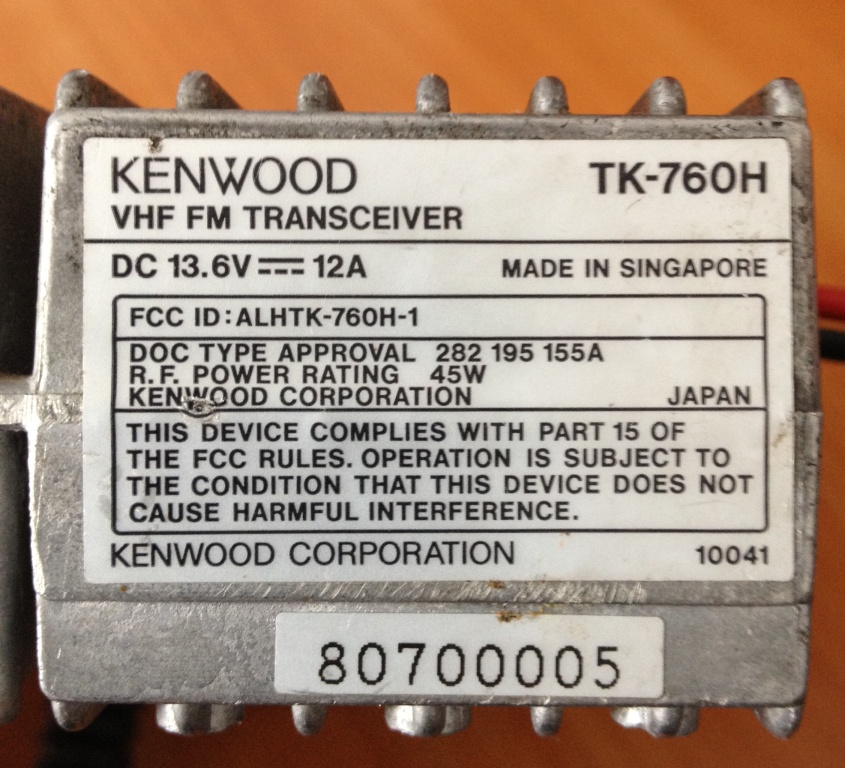 KENWOOD TK-760H
VHF FM TRANSCEIVER
DC 13.6V ⎓ 12A MADE IN SINGAPORE
FCC ID:ALHTK-760H-1
DOC TYPE APPROVAL 282 195 155A
R.F. POWER RATING 45W
KENWOOD CORPORATION JAPAN
THIS DEVICE COMPLIES WITH PART 15 OF
THE FCC RULES. OPERATION IS SUBJECT TO
THE CONDITION THAT THIS DEVICE DOES NOT
CAUSE HARMFUL INTERFERENCE.
KENWOOD CORPORATION 10041
80700005